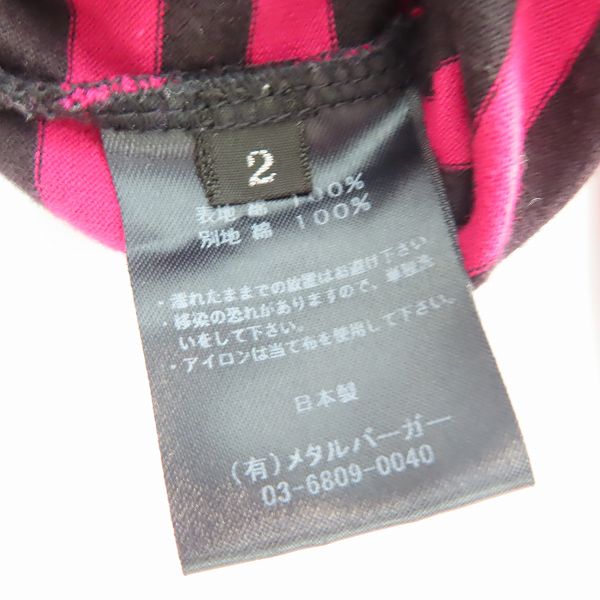 2
表地 綿 100%
別地 綿 100%
・濡れたままでの放置はお避け下さい
・移染の恐れがありますので、単独洗
いをして下さい。
・アイロンは当て布を使用して下さい
日本製
(有)メタルバーガー
03-6809-0040